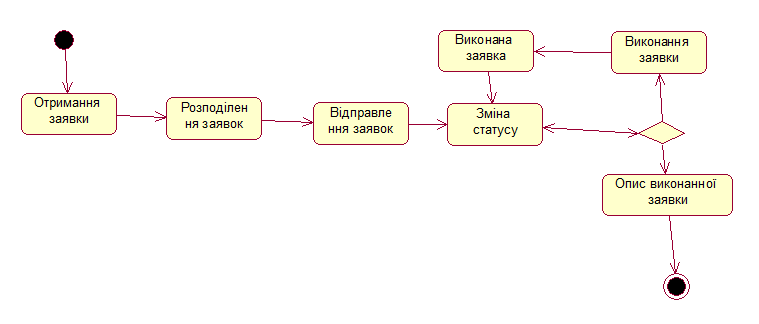 Отримання
заявки
Розподілен
ня заявок
Відправле
ння заявок
Зміна
статусу
Виконана
заявка
Виконання
заявки
Опис виконанної
заявки